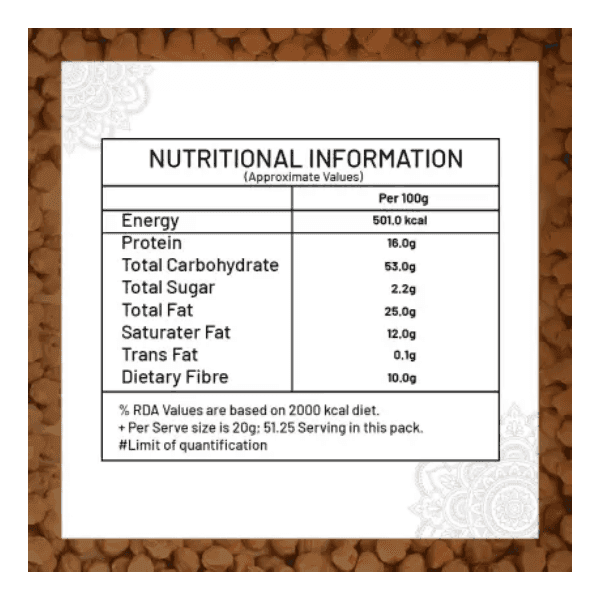 NUTRITIONAL INFORMATION
(Approximate Values)
Per 100g
Energy 501.0 kcal
Protein 16.0g
Total Carbohydrate 53.0g
Total Sugar 2.2g
Total Fat 25.0g
Saturater Fat 12.0g
Trans Fat 0.1g
Dietary Fibre 10.0g
% RDA Values are based on 2000 kcal diet.
+ Per Serve size is 20g; 51.25 Serving in this pack.
#Limit of quantification